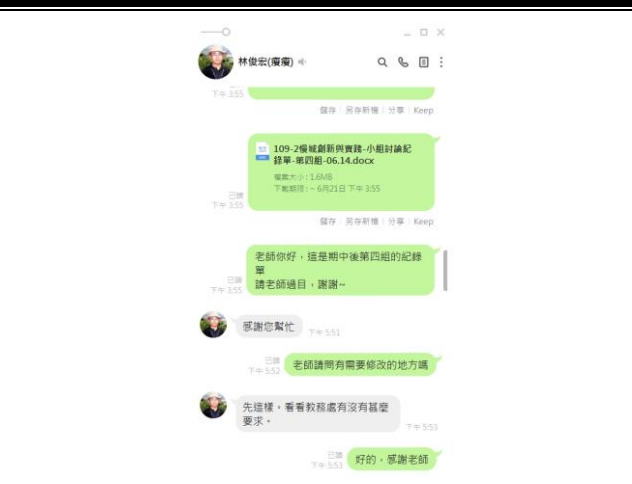 林俊宏(瘦瘦)
下午 3:55
儲存 | 另存新檔 | 分享 | Keep
109-2慢城創新與實踐-小組討論紀
錄單-第四組-06.14.docx
檔案大小 : 1.6MB
下載期限 : ~ 6月21日 下午 3:55
已讀
下午 3:55
儲存 | 另存新檔 | 分享 | Keep
老師你好，這是期中後第四組的記錄
單
請老師過目，謝謝~
已讀
下午 3:55
感謝您幫忙
下午 5:51
已讀
下午 5:52
老師請問有需要修改的地方嗎
先這樣，看看教務處有沒有甚麼
要求。
下午 5:53
已讀
下午 5:53
好的，感謝老師